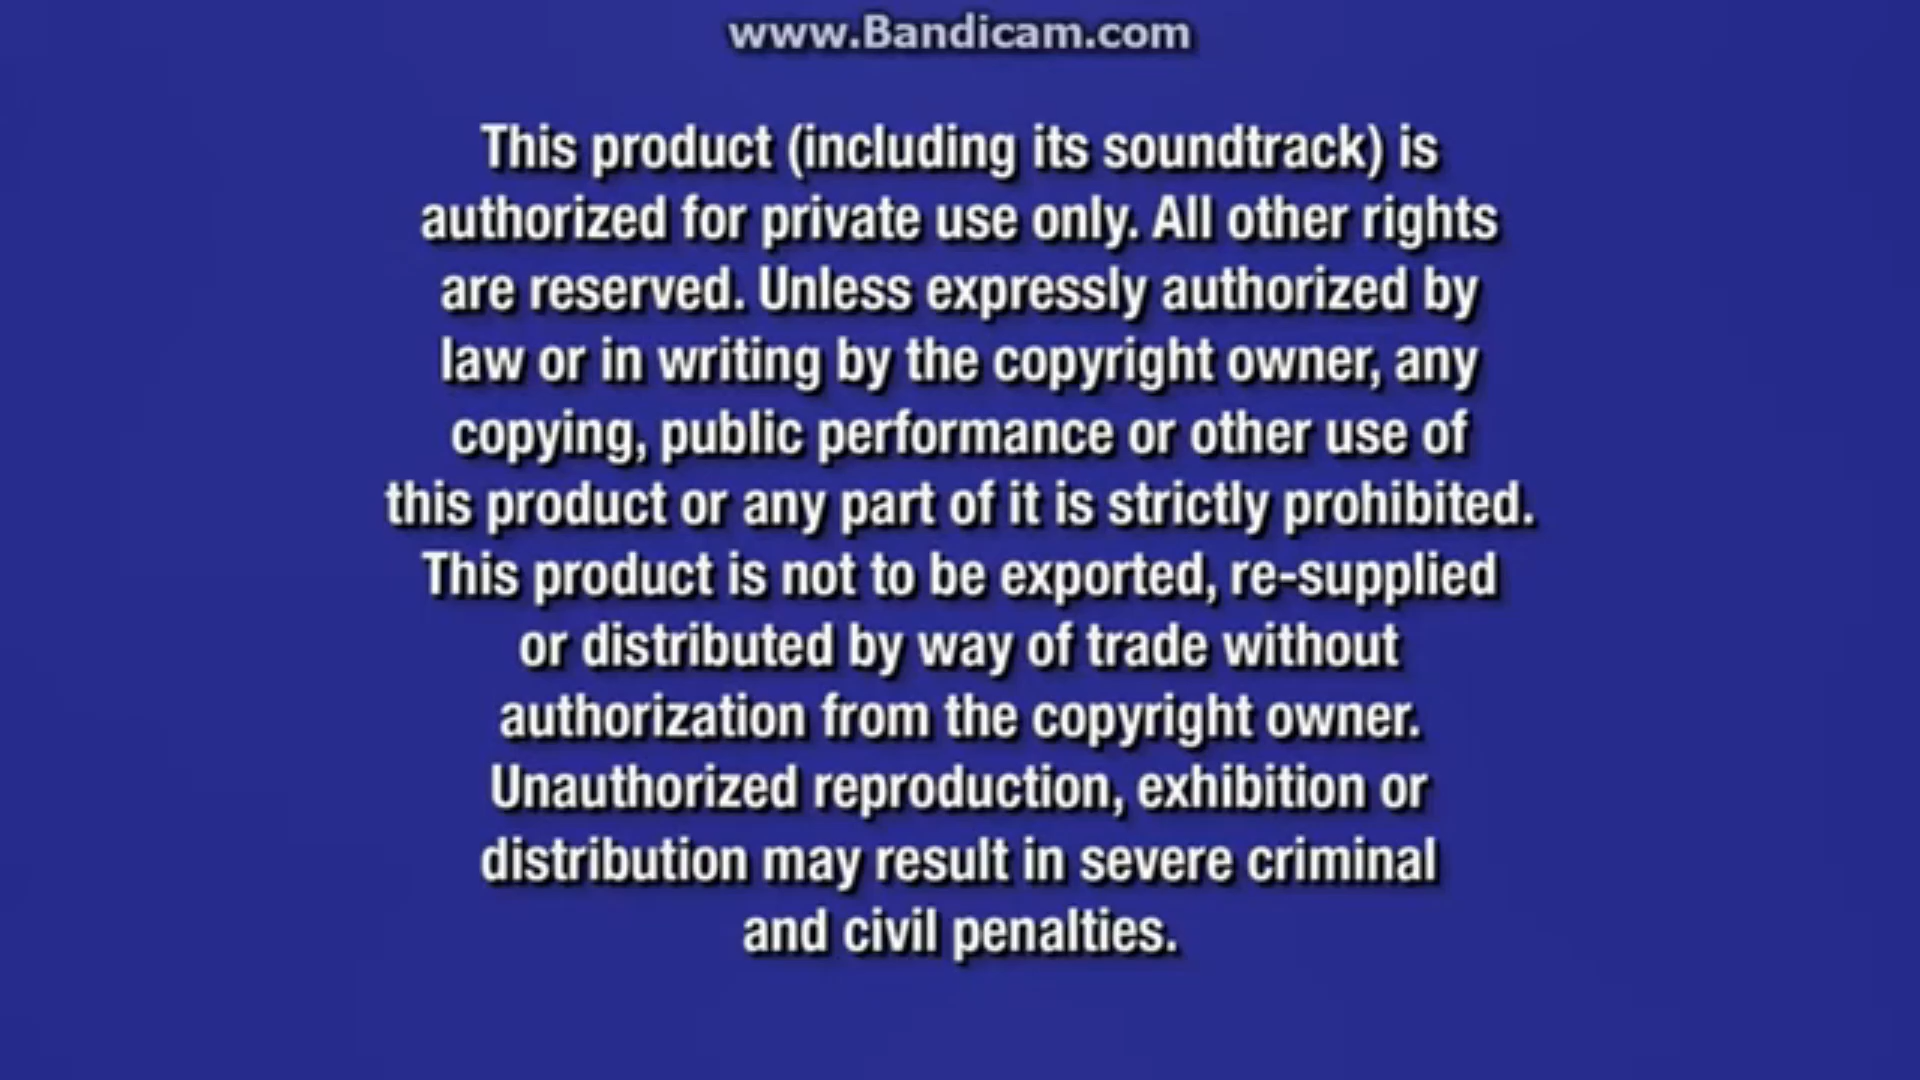 www.Bandicam.com
This product (including its soundtrack) is
authorized for private use only. All other rights
are reserved. Unless expressly authorized by
law or in writing by the copyright owner, any
copying, public performance or other use of
this product or any part of it is strictly prohibited.
This product is not to be exported, re-supplied
or distributed by way of trade without
authorization from the copyright owner.
Unauthorized reproduction, exhibition or
distribution may result in severe criminal
and civil penalties.